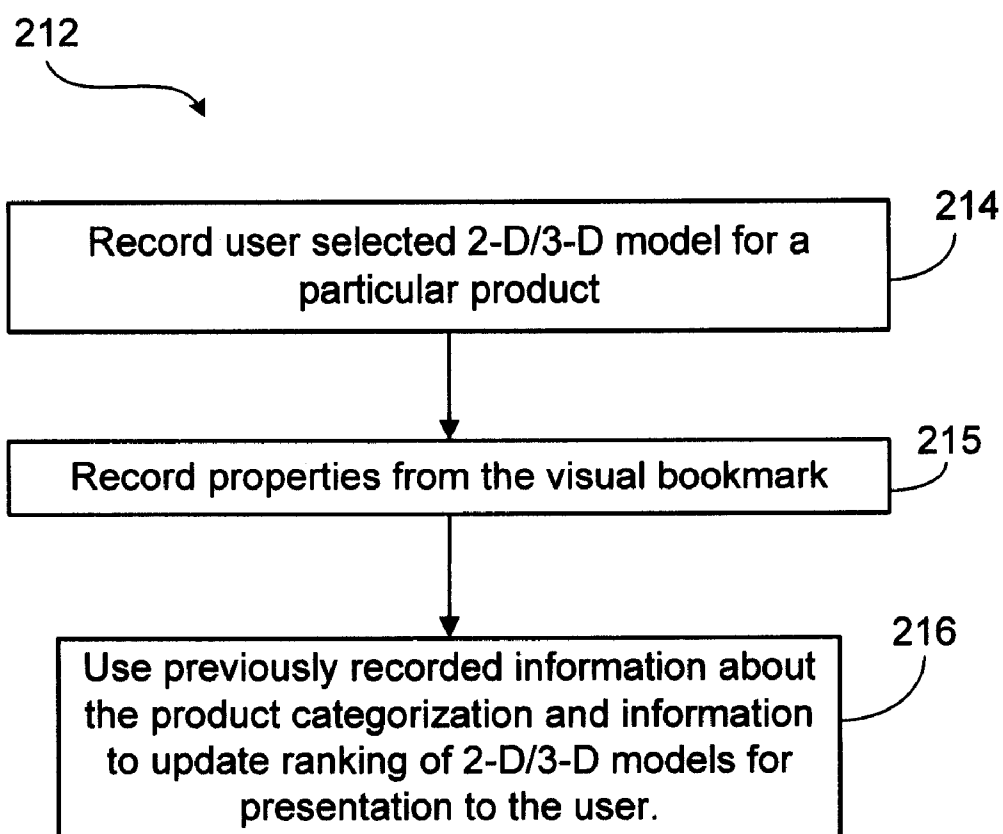 212
214
Record user selected 2-D/3-D model for a
particular product
215
Record properties from the visual bookmark
216
Use previously recorded information about
the product categorization and information
to update ranking of 2-D/3-D models for
presentation to the user.